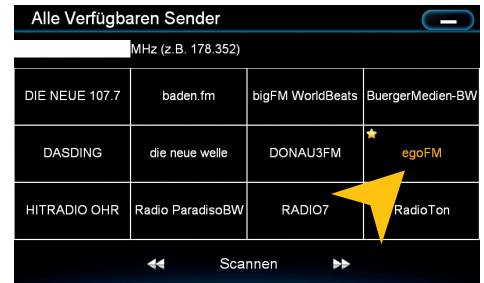 Alle Verfügbaren Sender
MHz (z.B. 178.352)
DIE NEUE 107.7 baden.fm bigFM WorldBeats BuergerMedien-BW
DASDING die neue welle DONAU3FM egoFM
HITRADIO OHR Radio ParadisoBW RADIO7 RadioTon
Scannen